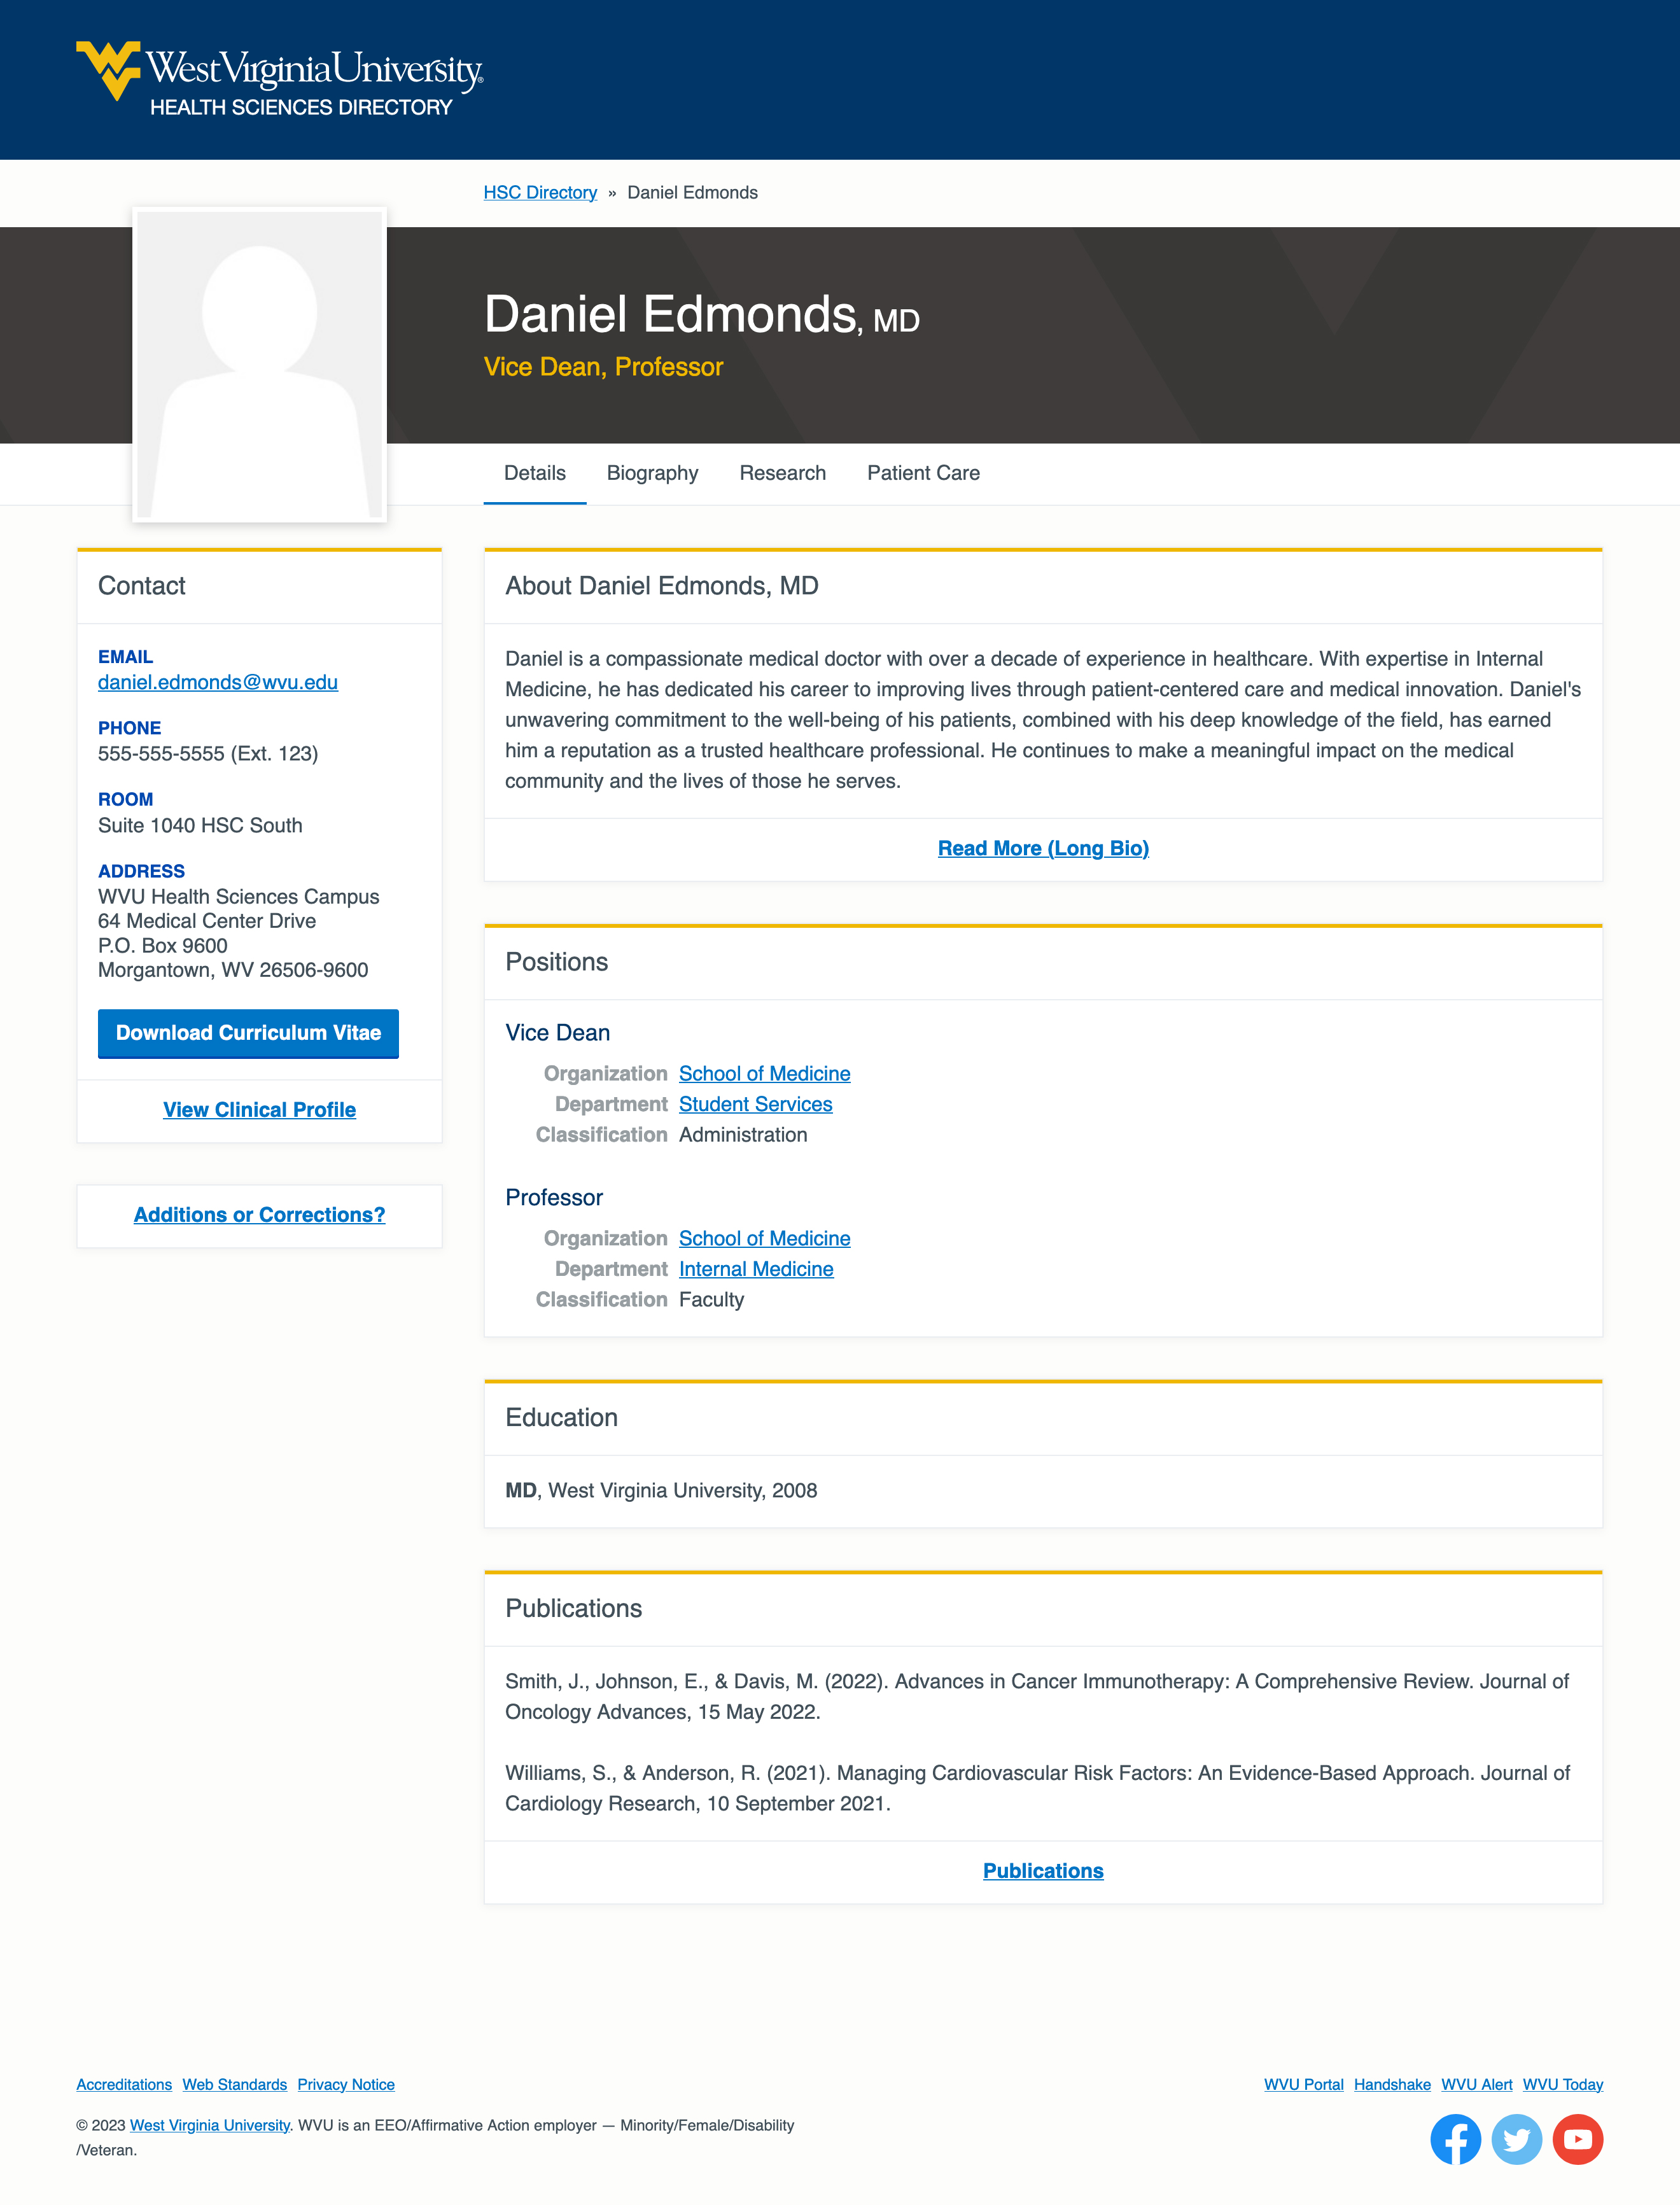 WestVirginiaUniversity®
HEALTH SCIENCES DIRECTORY
HSC Directory » Daniel Edmonds
Daniel Edmonds, MD
Vice Dean, Professor
Details Biography Research Patient Care
Contact
EMAIL
daniel.edmonds@wvu.edu
PHONE
555-555-5555 (Ext. 123)
ROOM
Suite 1040 HSC South
ADDRESS
WVU Health Sciences Campus
64 Medical Center Drive
P.O. Box 9600
Morgantown, WV 26506-9600
Download Curriculum Vitae
View Clinical Profile
Additions or Corrections?
About Daniel Edmonds, MD
Daniel is a compassionate medical doctor with over a decade of experience in healthcare. With expertise in Internal
Medicine, he has dedicated his career to improving lives through patient-centered care and medical innovation. Daniel's
unwavering commitment to the well-being of his patients, combined with his deep knowledge of the field, has earned
him a reputation as a trusted healthcare professional. He continues to make a meaningful impact on the medical
community and the lives of those he serves.
Read More (Long Bio)
Positions
Vice Dean
Organization School of Medicine
Department Student Services
Classification Administration
Professor
Organization School of Medicine
Department Internal Medicine
Classification Faculty
Education
MD, West Virginia University, 2008
Publications
Smith, J., Johnson, E., & Davis, M. (2022). Advances in Cancer Immunotherapy: A Comprehensive Review. Journal of
Oncology Advances, 15 May 2022.
Williams, S., & Anderson, R. (2021). Managing Cardiovascular Risk Factors: An Evidence-Based Approach. Journal of
Cardiology Research, 10 September 2021.
Publications
Accreditations Web Standards Privacy Notice
© 2023 West Virginia University. WVU is an EEO/Affirmative Action employer — Minority/Female/Disability
/Veteran.
WVU Portal Handshake WVU Alert WVU Today